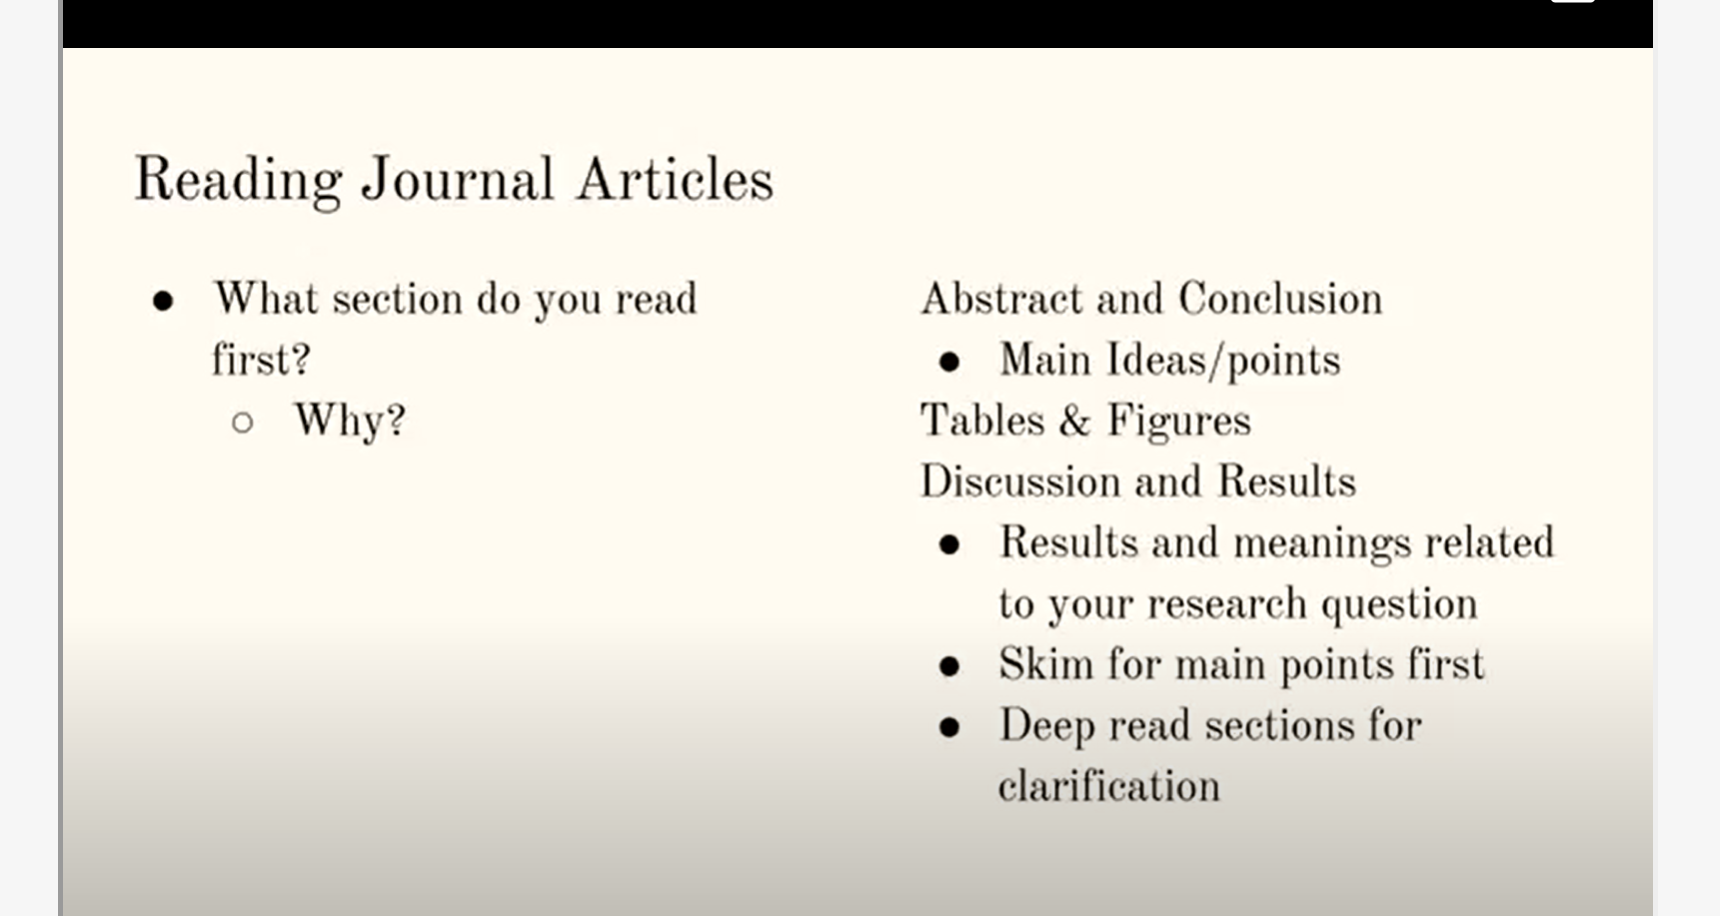 Reading Journal Articles
● What section do you read
first?
○ Why?
Abstract and Conclusion
● Main Ideas/points
Tables & Figures
Discussion and Results
● Results and meanings related
to your research question
● Skim for main points first
● Deep read sections for
clarification